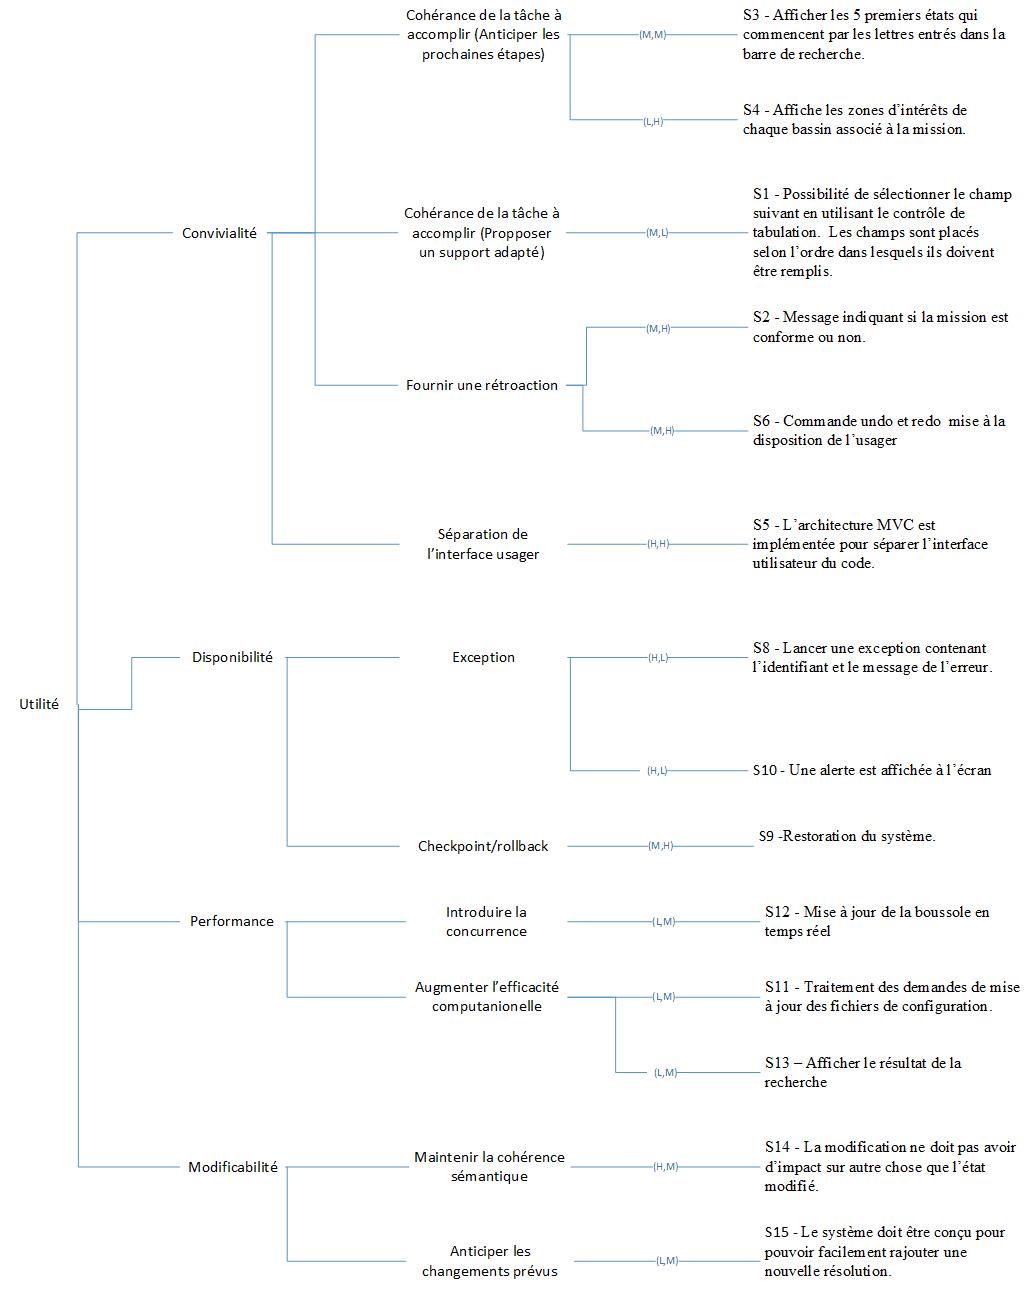 Cohérance de la tâche à
accomplir (Anticiper les
prochaines étapes)
(M,M)
S3 - Afficher les 5 premiers états qui
commencent par les lettres entrés dans la
barre de recherche.
(L,H)
S4 - Affiche les zones d'intérêts de
chaque bassin associé à la mission.
Convivialité
Cohérance de la tâche à
accomplir (Propposer
un support adapté)
(M,L)
S1 - Possibilité de sélectionner le champ
suivant en utilisant le contrôle de
tabulation. Les champs sont placés
selon l'ordre dans lesquels ils doivent
être remplis.
Fournir une rétroaction
(M,H)
S2 - Message indiquant si la mission est
conforme ou non.
(M,H)
S6 - Commande undo et redo mise à la
disposition de l'usager
Séparation de
l'interface usager
(H,H)
S5 - L'architecture MVC est
implémentée pour séparer l'interface
utilisateur du code.
Utilité
Disponibilité
Exception
(H,L)
S8 - Lancer une exception contenant
l'identifiant et le message de l'erreur.
(H,L)
S10 - Une alerte est affichée à l'écran
Checkpoint/rollback
(M,H)
S9 -Restoration du système.
Performance
Introduire la
concurrence
(L,M)
S12 - Mise à jour de la boussole en
temps réel
Augmenter l'efficacité
computanionelle
(L,M)
S11 - Traitement des demandes de mise
à jour des fichiers de configuration.
(L,M)
S13 – Afficher le résultat de la
recherche
Modificabilité
Maintenir la cohérence
sémantique
(H,M)
S14 - La modification ne doit pas avoir
d'impact sur autre chose que l'état
modifié.
Anticiper les
changements prévus
(L,M)
S15 - Le système doit être conçu pour
pouvoir facilement rajouter une
nouvelle résolution.